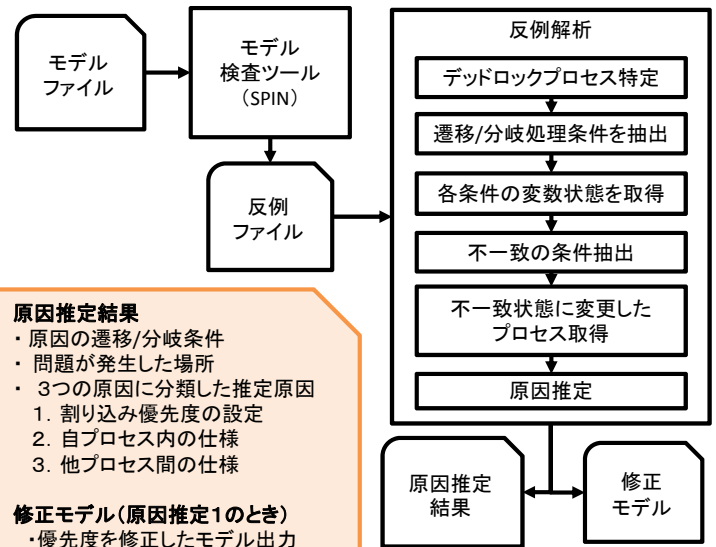 モデル
ファイル
モデル
検査ツール
（SPIN）
反例
ファイル
反例解析
デッドロックプロセス特定
遷移/分岐処理条件を抽出
各条件の変数状態を取得
不一致の条件抽出
不一致状態に変更した
プロセス取得
原因推定
原因推定
結果
修正
モデル
原因推定結果
・原因の遷移/分岐条件
・問題が発生した場所
・ ３つの原因に分類した推定原因
１．割り込み優先度の設定
２．自プロセス内の仕様
３．他プロセス間の仕様
修正モデル（原因推定１のとき）
・優先度を修正したモデル出力